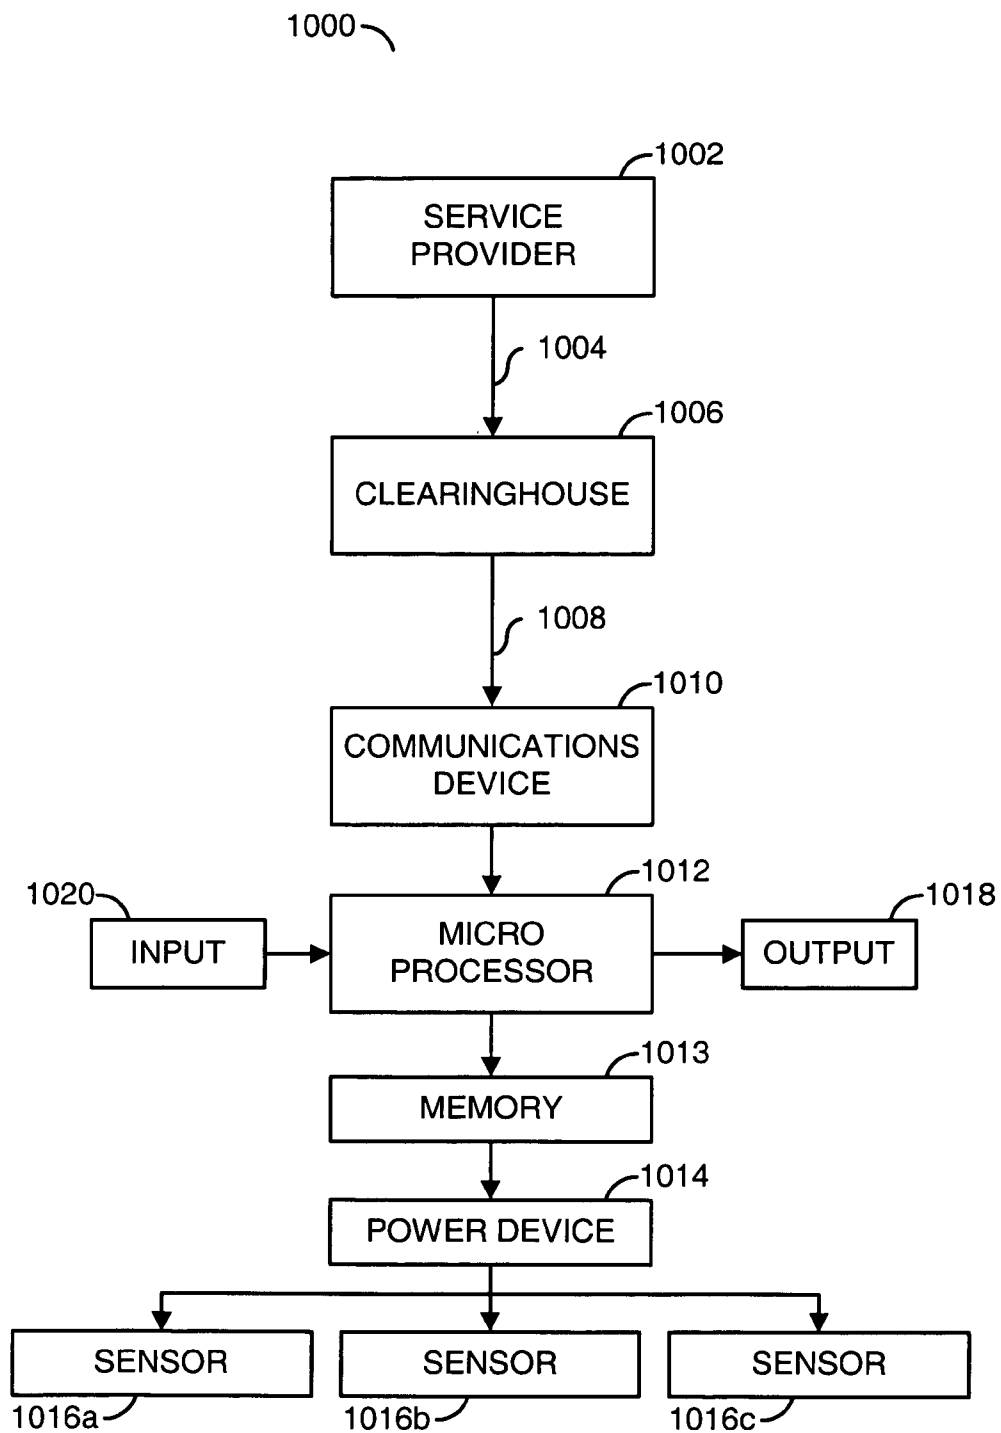 1000
1002
SERVICE
PROVIDER
1004
1006
CLEARINGHOUSE
1008
1010
COMMUNICATIONS
DEVICE
1012
1020
1018
INPUT
MICRO
PROCESSOR
OUTPUT
1013
MEMORY
1014
POWER DEVICE
SENSOR
SENSOR
SENSOR
1016a
1016b
1016c